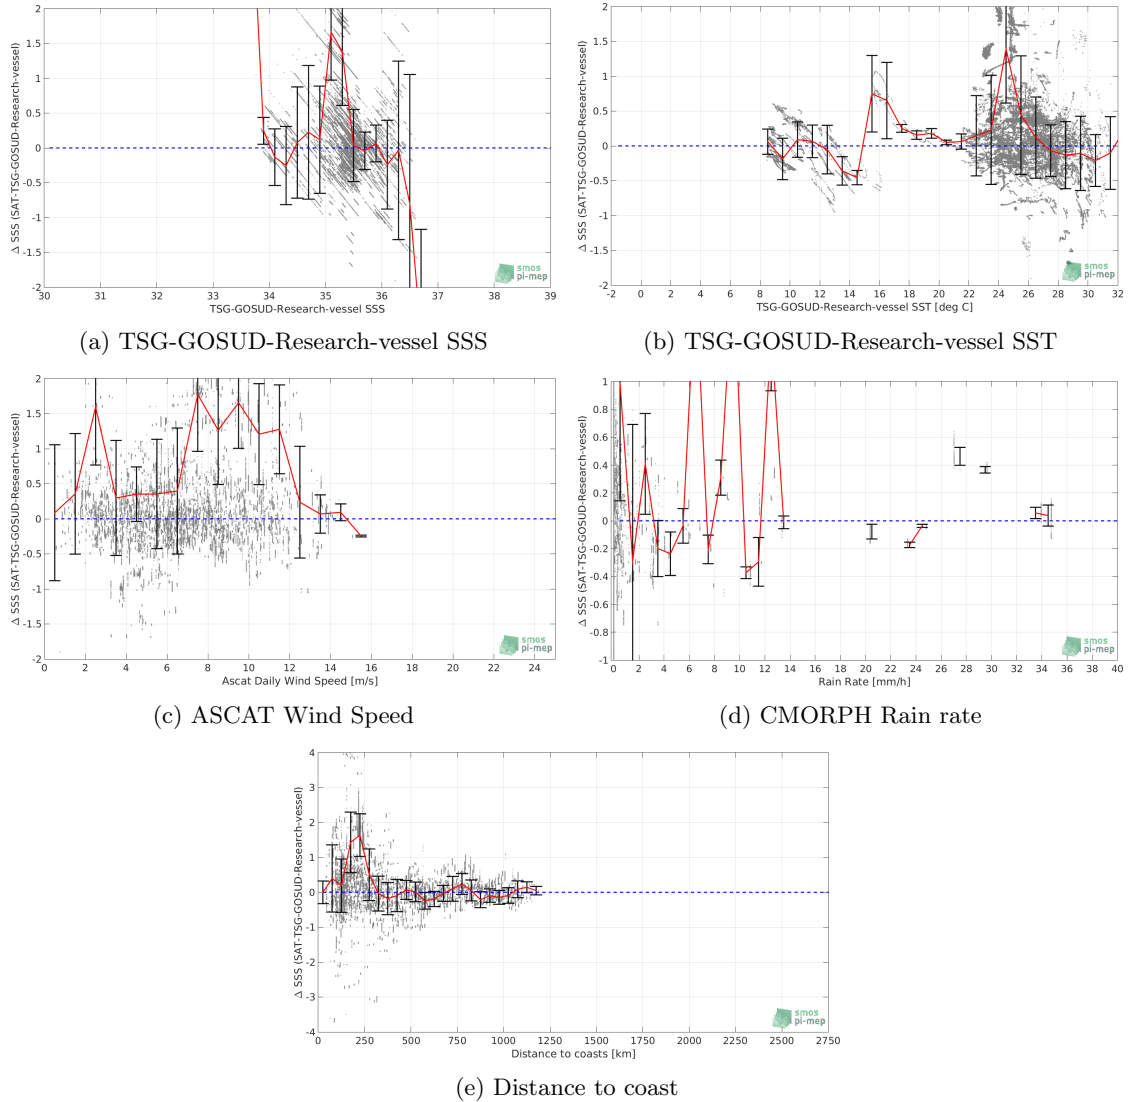 Δ SSS (SAT-TSG-GOSUD-Research-vessel)
2
1.5
1
0.5
0
-0.5
-1
-1.5
-2
30 31 32 33 34 35 36 37 38 39
TSG-GOSUD-Research-vessel SSS
smos
pi-mep
(a) TSG-GOSUD-Research-vessel SSS
Δ SSS (SAT-TSG-GOSUD-Research-vessel)
2
1.5
1
0.5
0
-0.5
-1
-1.5
-2
-2 0 2 4 6 8 10 12 14 16 18 20 22 24 26 28 30 32
TSG-GOSUD-Research-vessel SST [deg C]
smos
pi-mep
(b) TSG-GOSUD-Research-vessel SST
Δ SSS (SAT-TSG-GOSUD-Research-vessel)
2
1.5
1
0.5
0
-0.5
-1
-1.5
-2
0 2 4 6 8 10 12 14 16 18 20 22 24
Ascat Daily Wind Speed [m/s]
smos
pi-mep
(c) ASCAT Wind Speed
Δ SSS (SAT-TSG-GOSUD-Research-vessel)
1
0.8
0.6
0.4
0.2
0
-0.2
-0.4
-0.6
-0.8
-1
0 2 4 6 8 10 12 14 16 18 20 22 24 26 28 30 32 34 36 38 40
Rain Rate [mm/h]
smos
pi-mep
(d) CMORPH Rain rate
Δ SSS (SAT-TSG-GOSUD-Research-vessel)
4
3
2
1
0
-1
-2
-3
-4
0 250 500 750 1000 1250 1500 1750 2000 2250 2500 2750
Distance to coasts [km]
smos
pi-mep
(e) Distance to coast